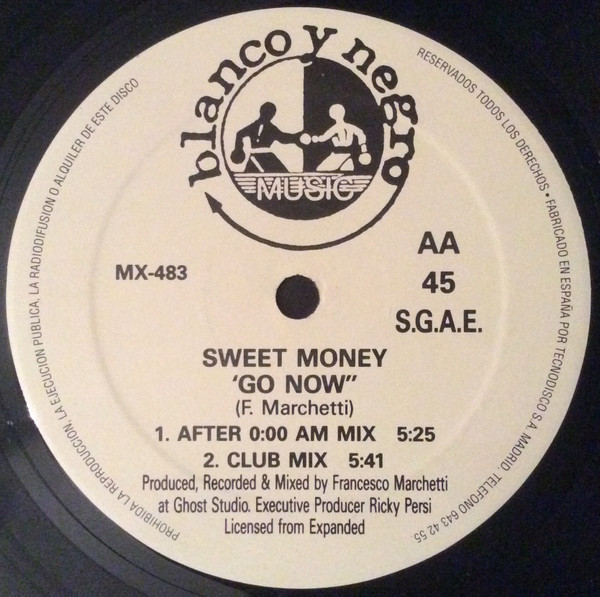 blanco y negro
MUSIC
RESERVADOS TODOS LOS DERECHOS • FABRICADO EN ESPAÑA POR TECNODISCO S.A. MADRID. TELEFONO 643 42 55.
PROHIBIDA LA REPRODUCCION, LA EJECUCION PUBLICA, LA RADIODIFUSION O ALQUILER DE ESTE DISCO
AA
MX-483
45
S.G.A.E.
SWEET MONEY
'GO NOW"
(F. Marchetti)
1. AFTER 0:00 AM MIX 5:25
2. CLUB MIX 5:41
Produced, Recorded & Mixed by Francesco Marchetti
at Ghost Studio. Executive Producer Ricky Persi
Licensed from Expanded